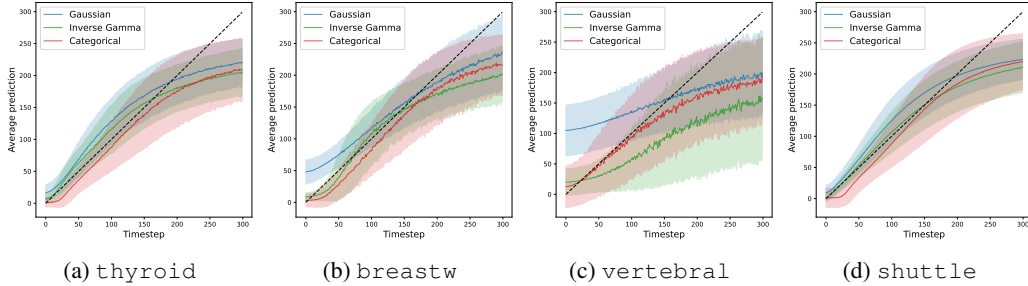 Gaussian
Inverse Gamma
Categorical
Average prediction
300
250
200
150
100
50
0
0 50 100 150 200 250 300
Timestep
(a) thyroid
Gaussian
Inverse Gamma
Categorical
Average prediction
300
250
200
150
100
50
0
0 50 100 150 200 250 300
Timestep
(b) breastw
Gaussian
Inverse Gamma
Categorical
Average prediction
300
250
200
150
100
50
0
0 50 100 150 200 250 300
Timestep
(c) vertebral
Gaussian
Inverse Gamma
Categorical
Average prediction
300
250
200
150
100
50
0
0 50 100 150 200 250 300
Timestep
(d) shuttle